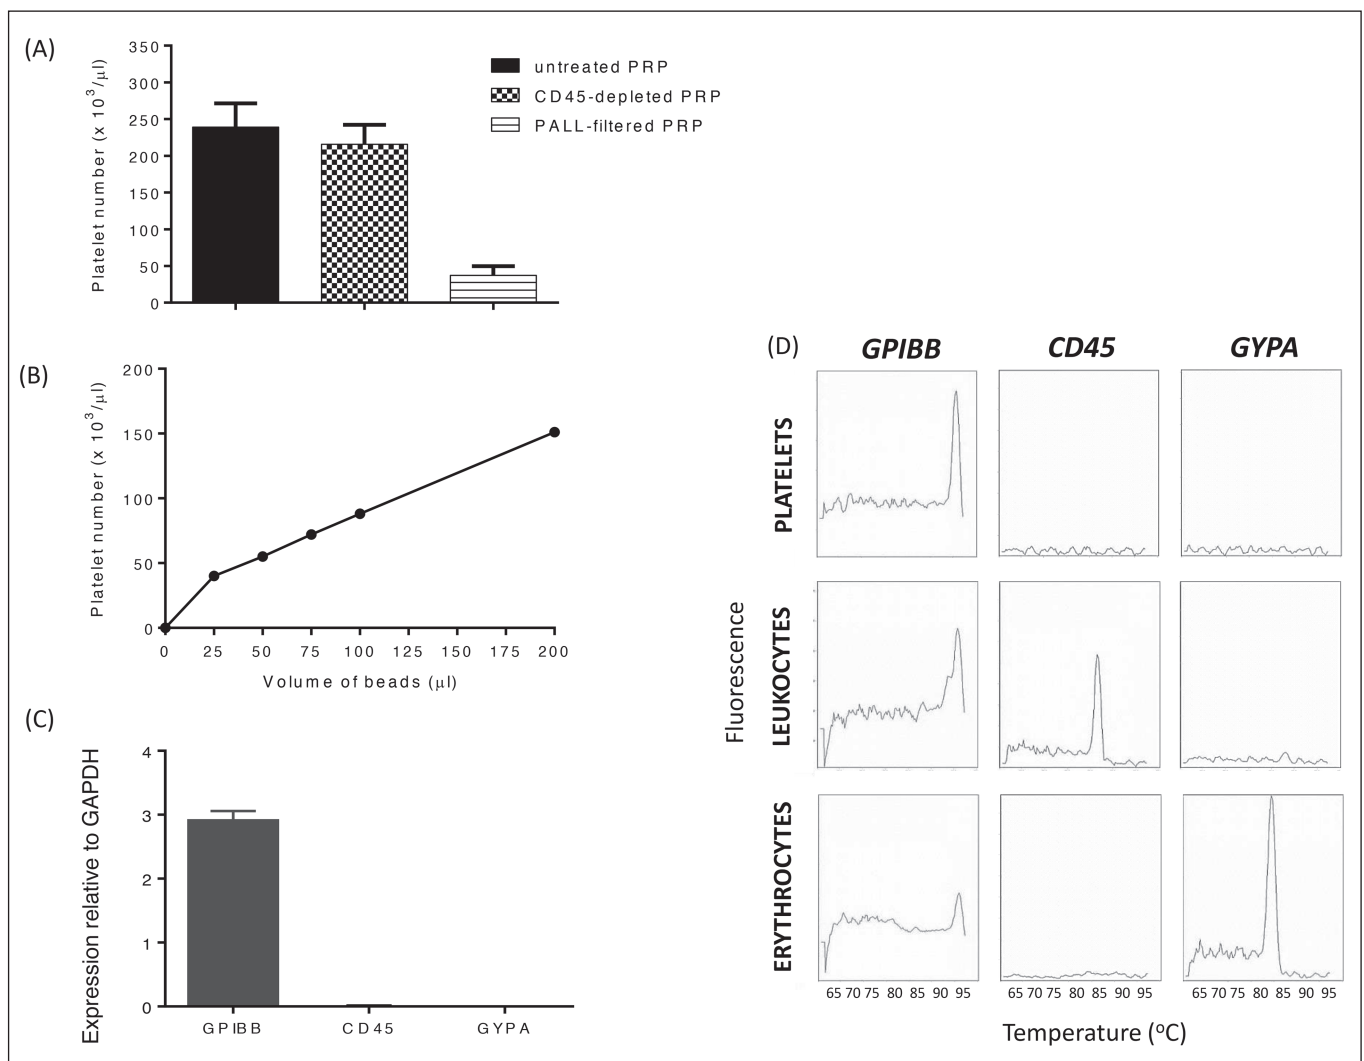 (A)
Platelet number (x 10³/µl)
350
300
250
200
150
100
50
0
untreated PRP
CD45-depleted PRP
PALL-filtered PRP
(B)
Platelet number (x 10³/µl)
200
150
100
50
0
0 25 50 75 100 125 150 175 200
Volume of beads (µl)
(C)
Expression relative to GAPDH
4
3
2
1
0
GPIBB CD45 GYPA
(D)
GPIBB CD45 GYPA
Fluorescence
PLATELETS
LEUKOCYTES
ERYTHROCYTES
65 70 75 80 85 90 95 65 70 75 80 85 90 95 65 70 75 80 85 90 95
Temperature (ºC)